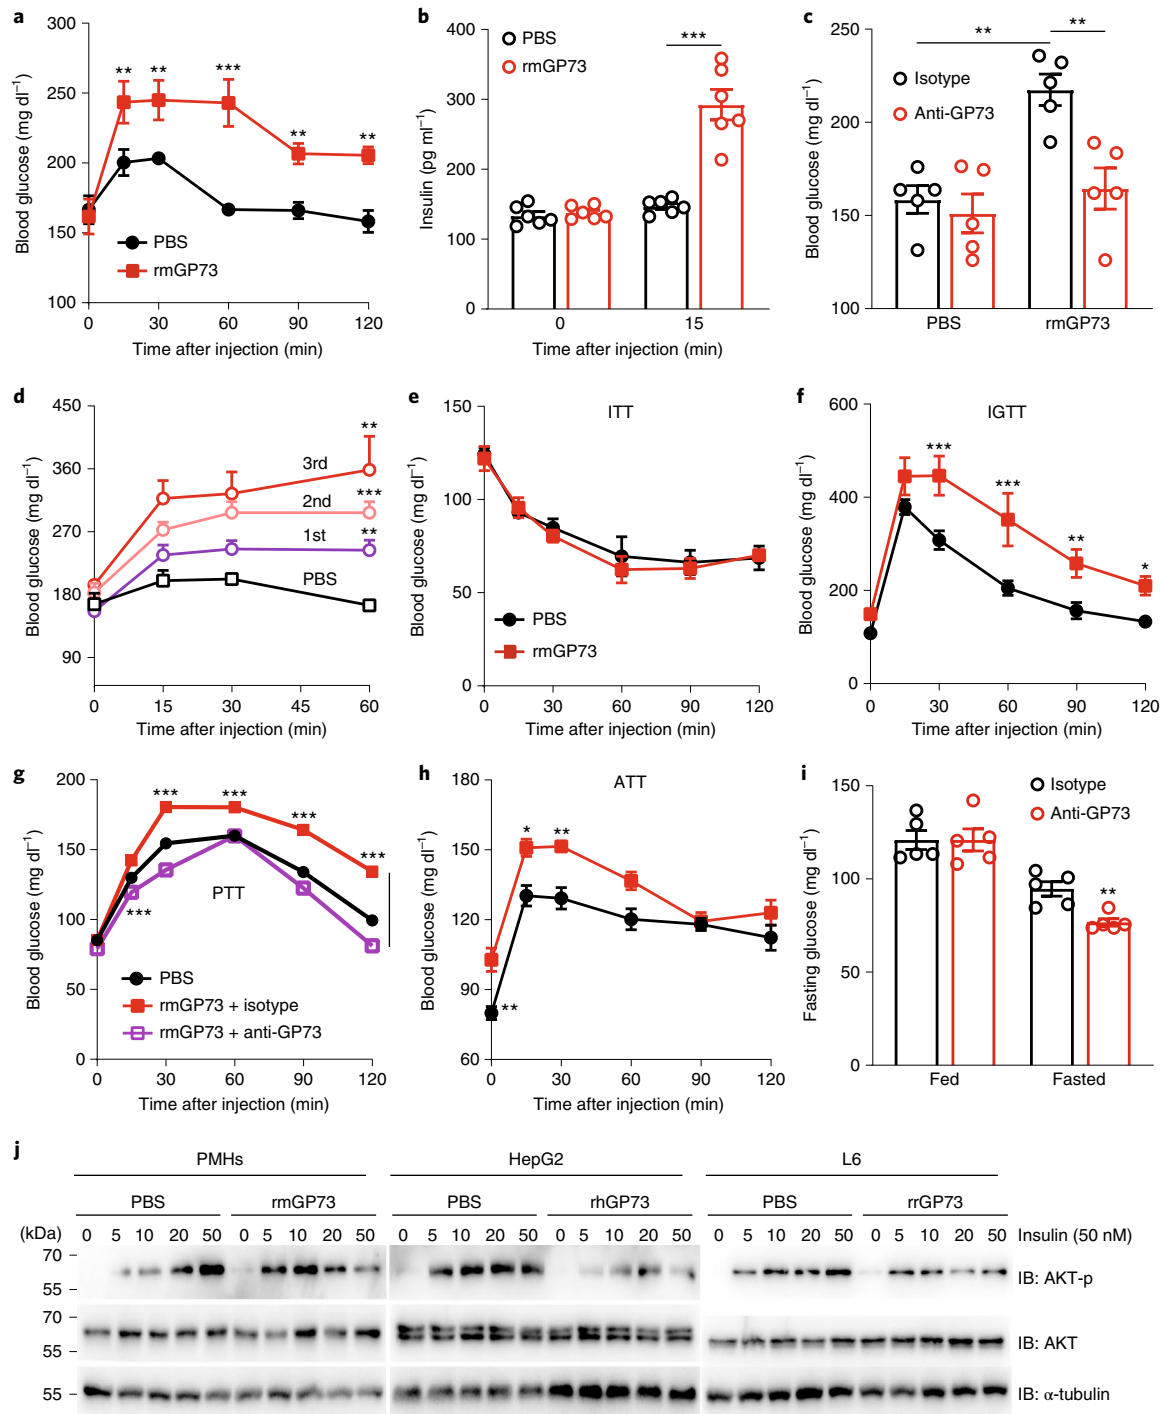 a
Blood glucose (mg dl−1)
300
250
200
150
100
** ** *** ** **
PBS
rmGP73
0 30 60 90 120
Time after injection (min)
b
Insulin (pg ml−1)
400
300
200
100
0
PBS
rmGP73
***
0 15
Time after injection (min)
c
Blood glucose (mg dl−1)
250
200
150
100
** **
Isotype
Anti-GP73
PBS rmGP73
d
Blood glucose (mg dl−1)
450
360
270
180
90
3rd **
2nd ***
1st **
PBS
0 15 30 45 60
Time after injection (min)
e
ITT
Blood glucose (mg dl−1)
150
100
50
0
PBS
rmGP73
0 30 60 90 120
Time after injection (min)
f
IGTT
Blood glucose (mg dl−1)
600
400
200
0
*** *** ** *
0 30 60 90 120
Time after injection (min)
g
Blood glucose (mg dl−1)
200
150
100
50
0
*** *** *** ***
PTT
***
PBS
rmGP73 + isotype
rmGP73 + anti-GP73
0 30 60 90 120
Time after injection (min)
h
ATT
Blood glucose (mg dl−1)
180
150
120
90
60
* **
**
0 30 60 90 120
Time after injection (min)
i
Fasting glucose (mg dl−1)
150
100
50
0
Isotype
Anti-GP73
**
Fed Fasted
j
PMHs HepG2 L6
PBS rmGP73 PBS rhGP73 PBS rrGP73
(kDa) 0 5 10 20 50 0 5 10 20 50 0 5 10 20 50 0 5 10 20 50 0 5 10 20 50 0 5 10 20 50 Insulin (50 nM)
70
55
IB: AKT-p
70
55
IB: AKT
55
IB: α-tubulin